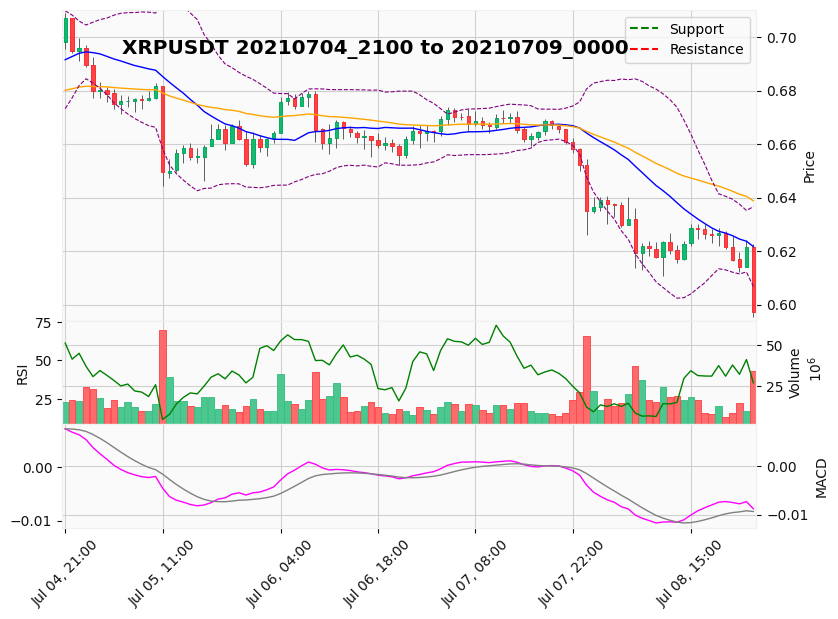 XRPUSDT 20210704_2100 to 20210709_0000
Support
Resistance
0.70
0.68
0.66
0.64
0.62
0.60
Price
75
50
25
RSI
50
25
Volume
10^6
0.00
−0.01
0.00
−0.01
MACD
Jul 04, 21:00
Jul 05, 11:00
Jul 06, 04:00
Jul 06, 18:00
Jul 07, 08:00
Jul 07, 22:00
Jul 08, 15:00